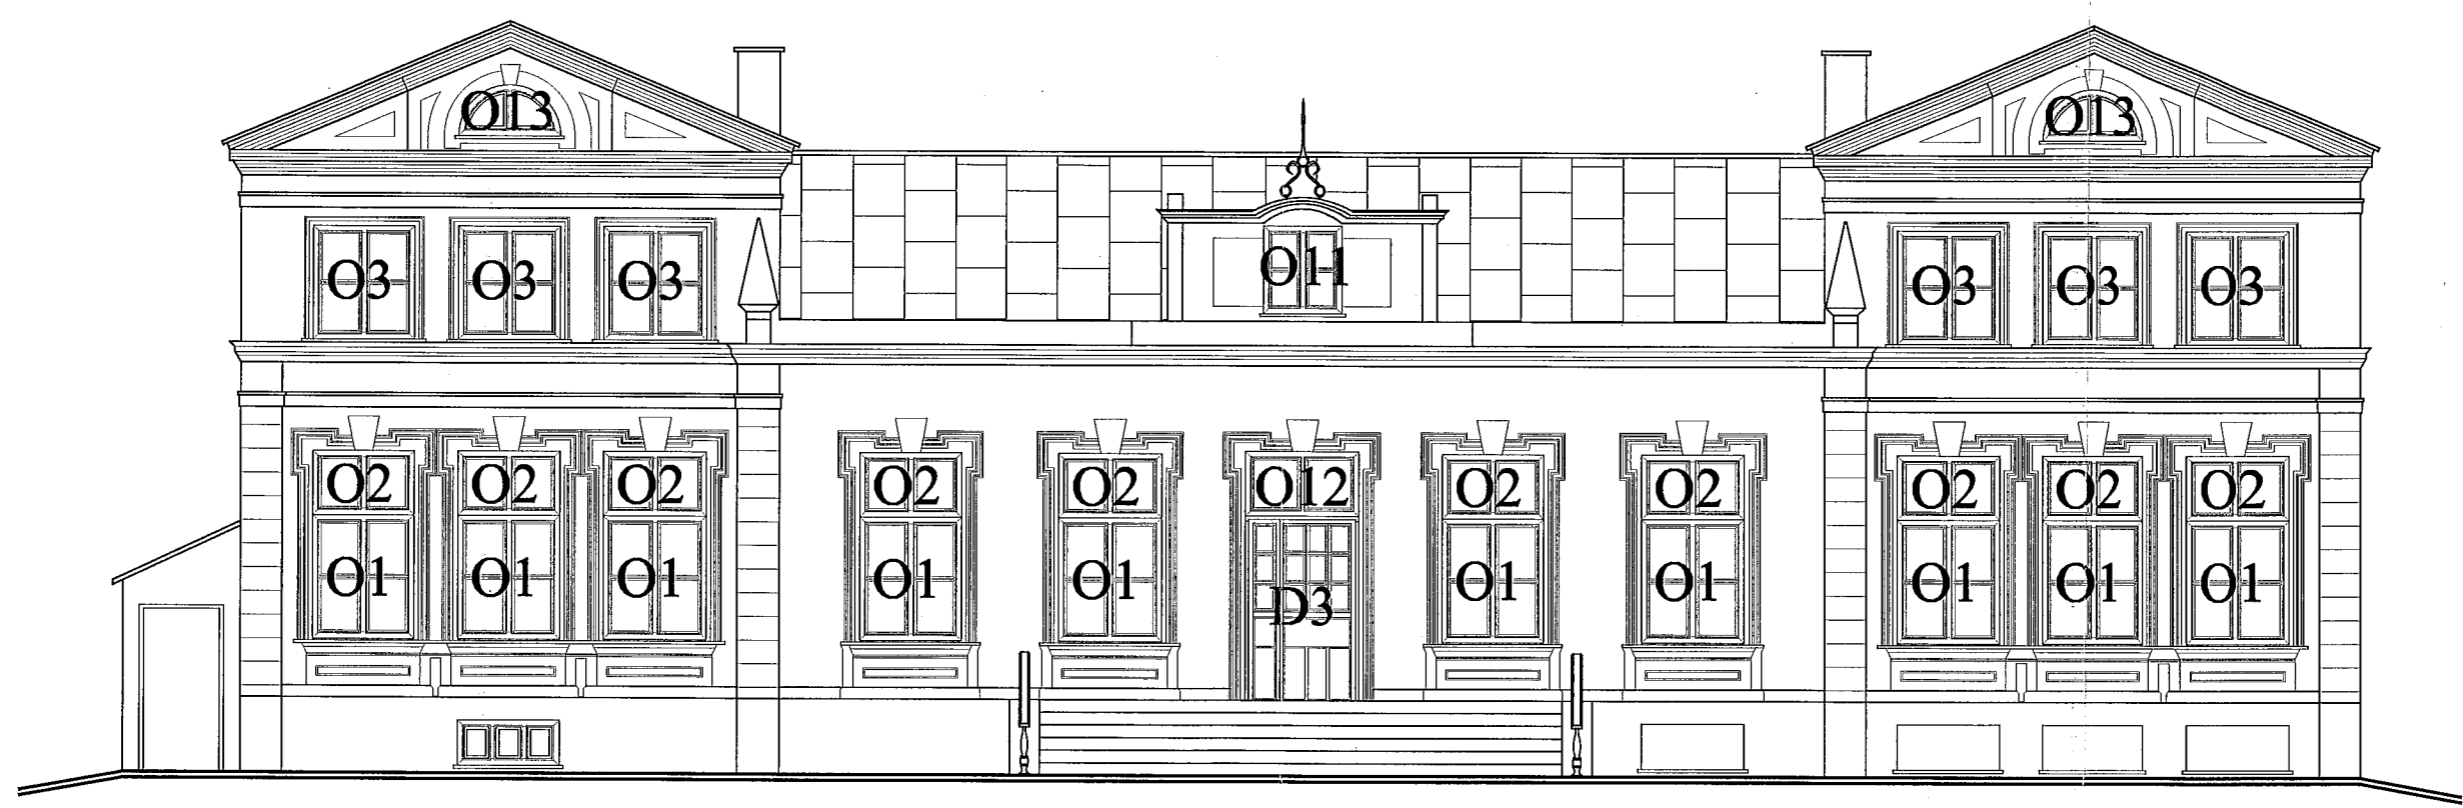 O13 O13
O11
O3 O3 O3 O3 O3 O3
O2 O2 O2 O2 O2 O12 O2 O2 O2 O2 O2
O1 O1 O1 O1 O1 O1 O1 O1 O1 O1
D3